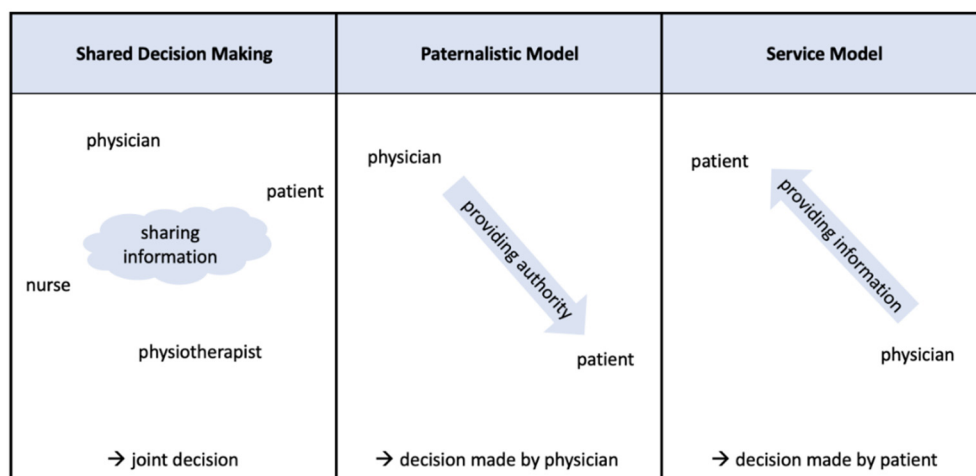 Shared Decision Making
physician
patient
sharing
information
nurse
physiotherapist
→ joint decision
Paternalistic Model
physician
providing authority
patient
→ decision made by physician
Service Model
patient
providing information
physician
→ decision made by patient